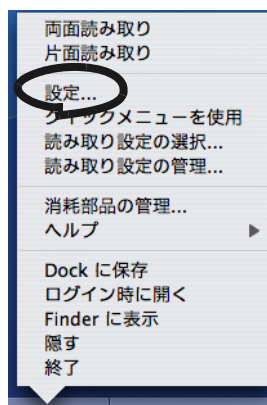 両面読み取り
片面読み取り
設定...
クイックメニューを使用
読み取り設定の選択...
読み取り設定の管理...
消耗部品の管理...
ヘルプ
Dock に保存
ログイン時に開く
Finder に表示
隠す
終了